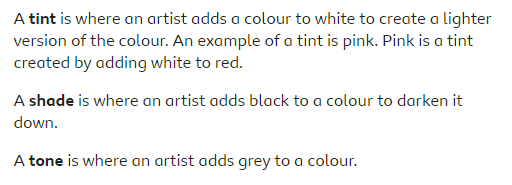 A tint is where an artist adds a colour to white to create a lighter
version of the colour. An example of a tint is pink. Pink is a tint
created by adding white to red.
A shade is where an artist adds black to a colour to darken it
down.
A tone is where an artist adds grey to a colour.